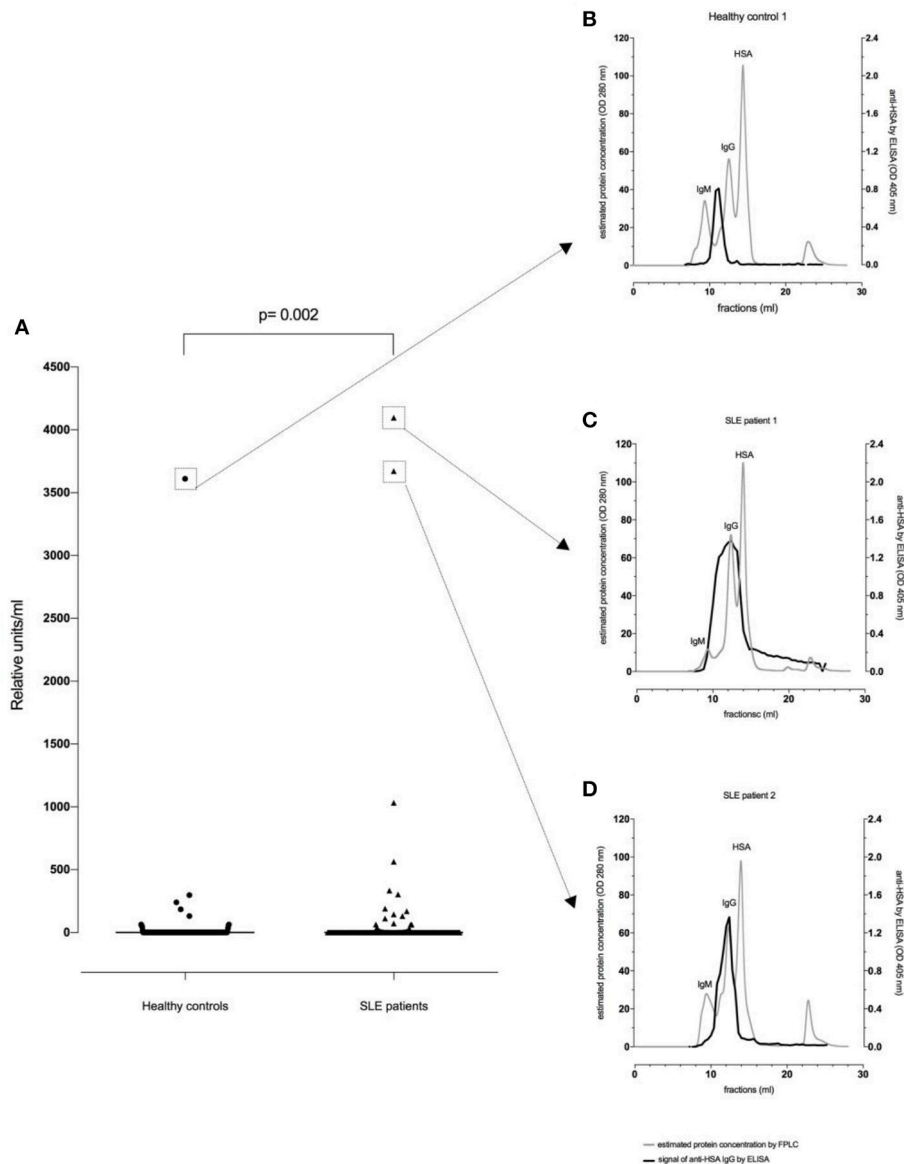 A
p= 0.002
Relative units/ml
4500
4000
3500
3000
2500
2000
1500
1000
500
0
Healthy controls
SLE patients
B
Healthy control 1
estimated protein concentration (OD 280 nm)
120
100
80
60
40
20
0
HSA
IgG
IgM
2.4
2.0
1.6
1.2
0.8
0.4
0.0
anti-HSA by ELISA (OD 405 nm)
0 10 20 30
fractions (ml)
C
SLE patient 1
estimated protein concentration (OD 280 nm)
120
100
80
60
40
20
0
HSA
IgG
IgM
2.4
2.0
1.6
1.2
0.8
0.4
0.0
anti-HSA by ELISA (OD 405 nm)
0 10 20 30
fractionsc (ml)
D
SLE patient 2
estimated protein concentration (OD 280 nm)
120
100
80
60
40
20
0
HSA
IgG
IgM
2.4
2.0
1.6
1.2
0.8
0.4
0.0
anti-HSA by ELISA (OD 405 nm)
0 10 20 30
fractions (ml)
estimated protein concentration by FPLC
signal of anti-HSA IgG by ELISA